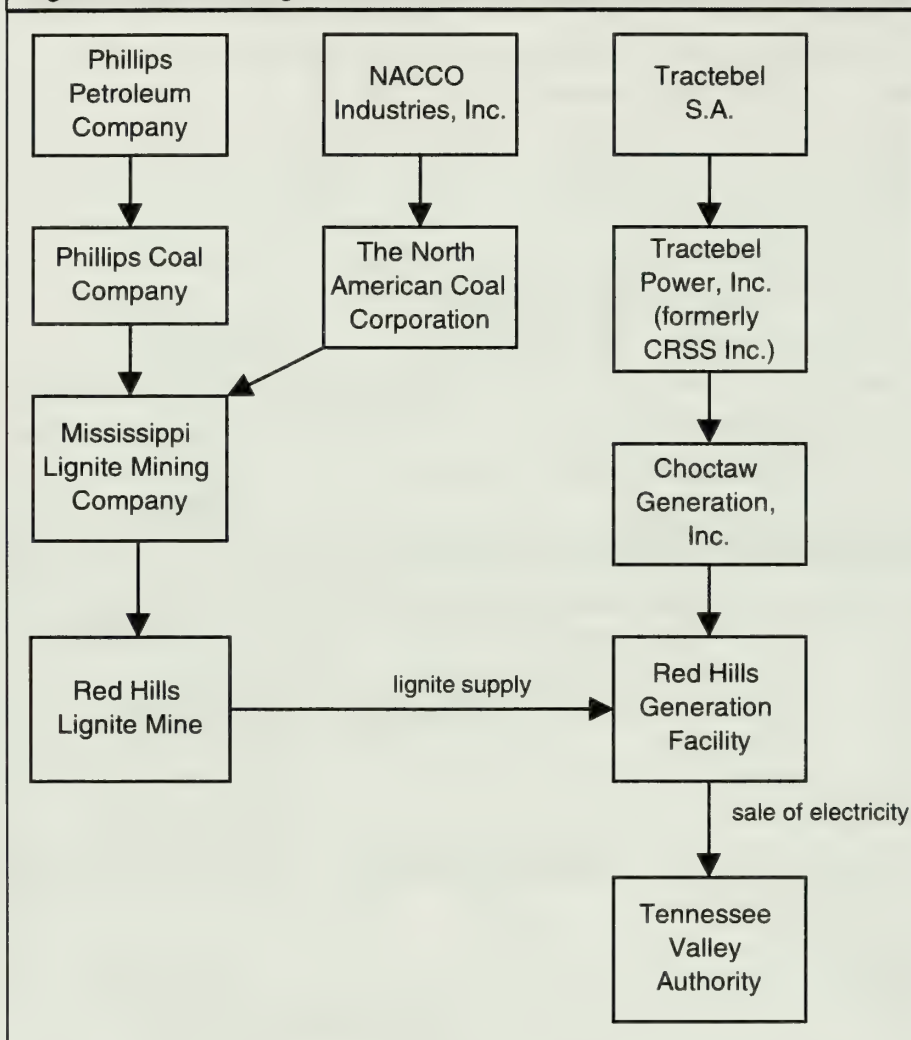 Phillips
Petroleum
Company
NACCO
Industries, Inc.
Tractebel
S.A.
Phillips Coal
Company
The North
American Coal
Corporation
Tractebel
Power, Inc.
(formerly
CRSS Inc.)
Mississippi
Lignite Mining
Company
Choctaw
Generation,
Inc.
Red Hills
Lignite Mine
lignite supply
Red Hills
Generation
Facility
sale of electricity
Tennessee
Valley
Authority